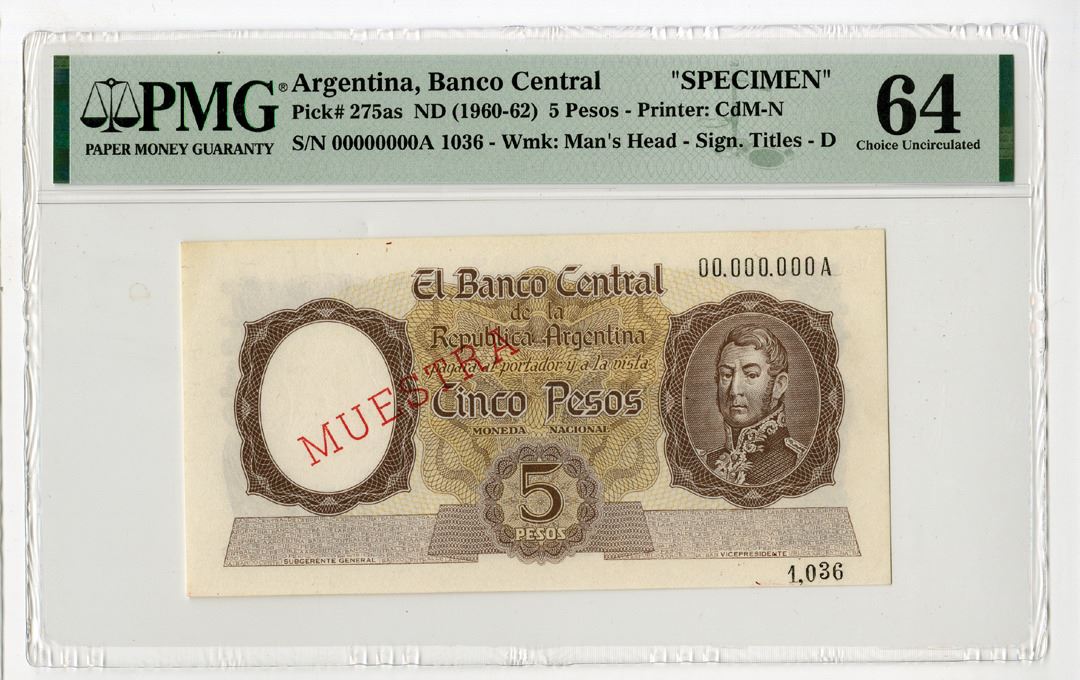 PMG® Argentina, Banco Central "SPECIMEN" 64
Pick# 275as ND (1960-62) 5 Pesos - Printer: CdM-N
PAPER MONEY GUARANTY S/N 00000000A 1036 - Wmk: Man's Head - Sign. Titles - D Choice Uncirculated
00.000.000 A
El Banco Central
de la
Republica Argentina
pagará al portador y a la vista
Cinco Pesos
MONEDA NACIONAL
MUESTRA
5
PESOS
SUBGERENTE GENERAL
VICEPRESIDENTE
1,036